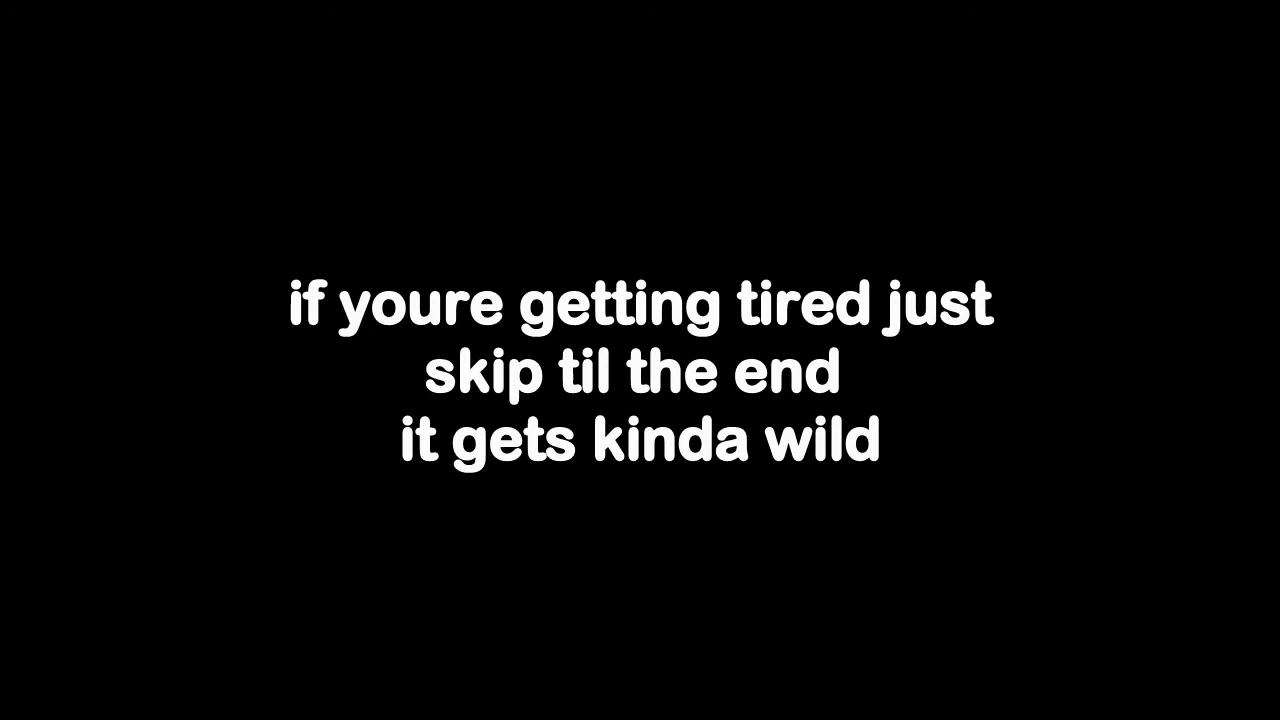 if youre getting tired just
skip til the end
it gets kinda wild